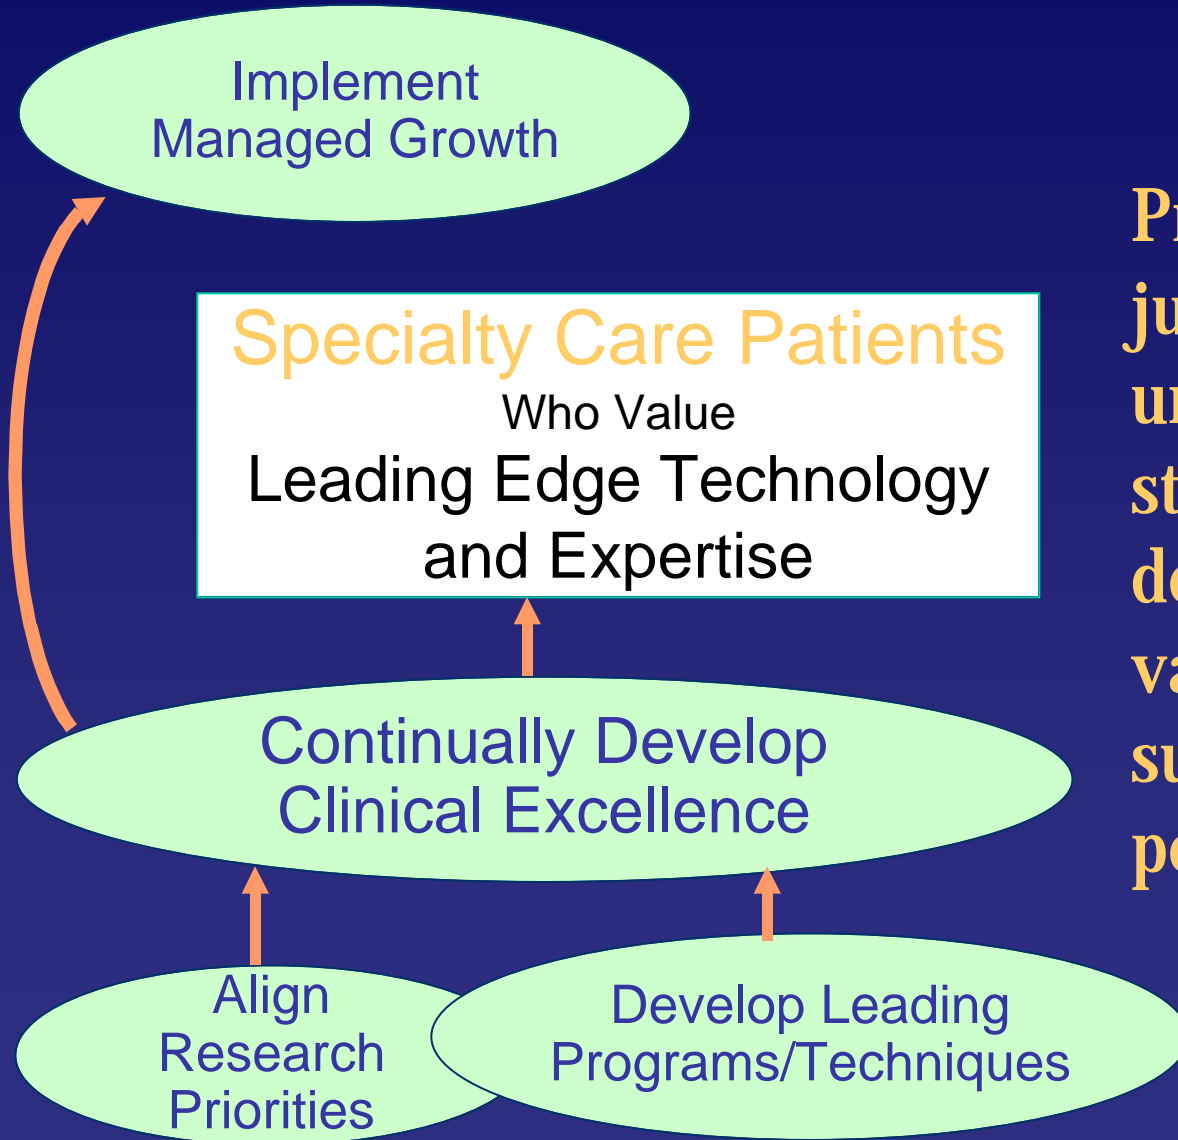 Implement
Managed Growth
Specialty Care Patients
Who Value
Leading Edge Technology
and Expertise
Continually Develop
Clinical Excellence
Align
Research
Priorities
Develop Leading
Programs/Techniques